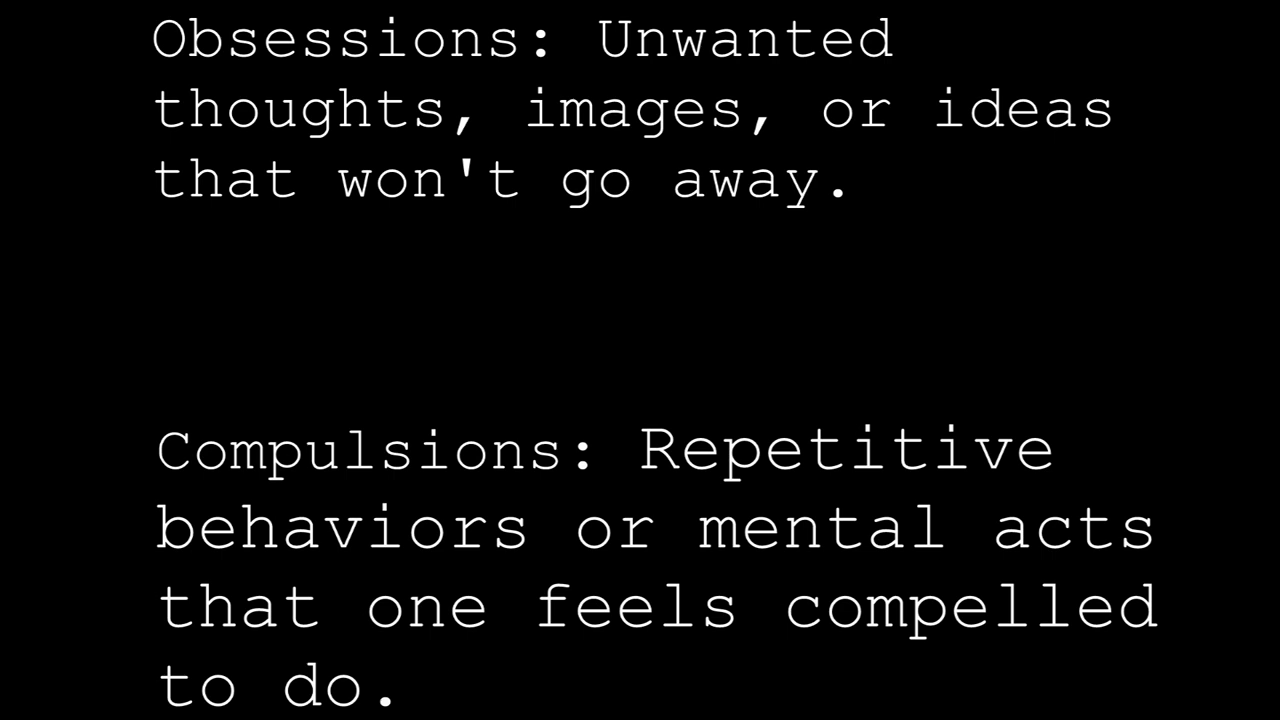 Obsessions: Unwanted
thoughts, images, or ideas
that won't go away.
Compulsions: Repetitive
behaviors or mental acts
that one feels compelled
to do.